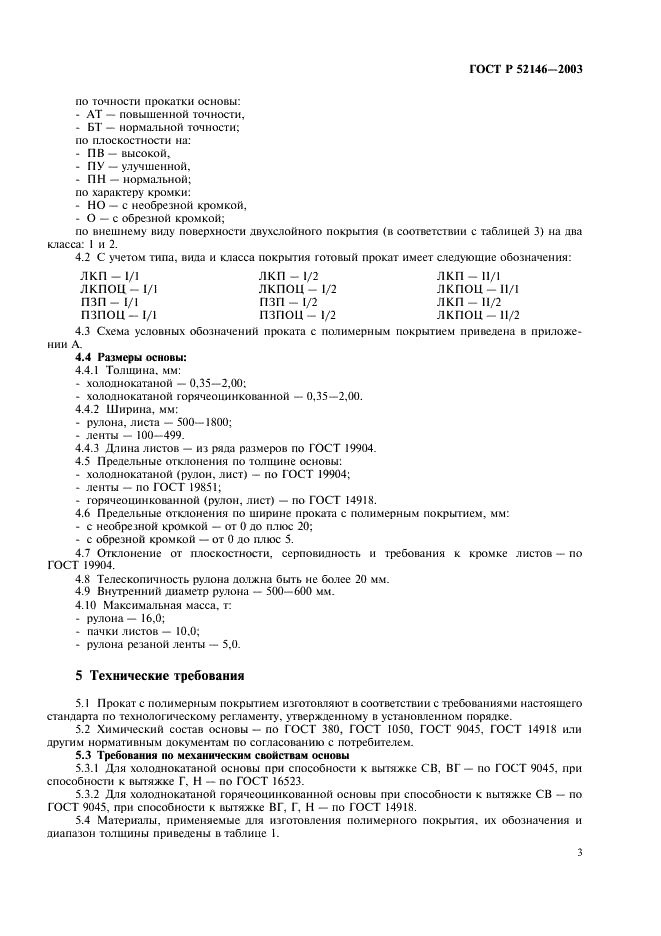 ГОСТ Р 52146—2003
по точности прокатки основы:
- АТ — повышенной точности,
- БТ — нормальной точности;
по плоскостности на:
- ПВ — высокой,
- ПУ — улучшенной,
- ПН — нормальной;
по характеру кромки:
- НО — с необрезной кромкой,
- О — с обрезной кромкой;
по внешнему виду поверхности двухслойного покрытия (в соответствии с таблицей 3) на два
класса: 1 и 2.
4.2 С учетом типа, вида и класса покрытия готовый прокат имеет следующие обозначения:
ЛКП — I/1 ЛКП — I/2 ЛКП — II/1
ЛКПОЦ — I/1 ЛКПОЦ — I/2 ЛКПОЦ — II/1
ПЗП — I/1 ПЗП — I/2 ЛКП — II/2
ПЗПОЦ — I/1 ПЗПОЦ — I/2 ЛКПОЦ — II/2
4.3 Схема условных обозначений проката с полимерным покрытием приведена в приложе-
нии А.
4.4 Размеры основы:
4.4.1 Толщина, мм:
- холоднокатаной — 0,35—2,00;
- холоднокатаной горячеоцинкованной — 0,35—2,00.
4.4.2 Ширина, мм:
- рулона, листа — 500—1800;
- ленты — 100—499.
4.4.3 Длина листов — из ряда размеров по ГОСТ 19904.
4.5 Предельные отклонения по толщине основы:
- холоднокатаной (рулон, лист) — по ГОСТ 19904;
- ленты — по ГОСТ 19851;
- горячеоцинкованной (рулон, лист) — по ГОСТ 14918.
4.6 Предельные отклонения по ширине проката с полимерным покрытием, мм:
- с необрезной кромкой — от 0 до плюс 20;
- с обрезной кромкой — от 0 до плюс 5.
4.7 Отклонение от плоскостности, серповидность и требования к кромке листов — по
ГОСТ 19904.
4.8 Телескопичность рулона должна быть не более 20 мм.
4.9 Внутренний диаметр рулона — 500—600 мм.
4.10 Максимальная масса, т:
- рулона — 16,0;
- пачки листов — 10,0;
- рулона резаной ленты — 5,0.
5 Технические требования
5.1 Прокат с полимерным покрытием изготовляют в соответствии с требованиями настоящего
стандарта по технологическому регламенту, утвержденному в установленном порядке.
5.2 Химический состав основы — по ГОСТ 380, ГОСТ 1050, ГОСТ 9045, ГОСТ 14918 или
другим нормативным документам по согласованию с потребителем.
5.3 Требования по механическим свойствам основы
5.3.1 Для холоднокатаной основы при способности к вытяжке СВ, ВГ — по ГОСТ 9045, при
способности к вытяжке Г, Н — по ГОСТ 16523.
5.3.2 Для холоднокатаной горячеоцинкованной основы при способности к вытяжке СВ — по
ГОСТ 9045, при способности к вытяжке ВГ, Г, Н — по ГОСТ 14918.
5.4 Материалы, применяемые для изготовления полимерного покрытия, их обозначения и
диапазон толщины приведены в таблице 1.
3